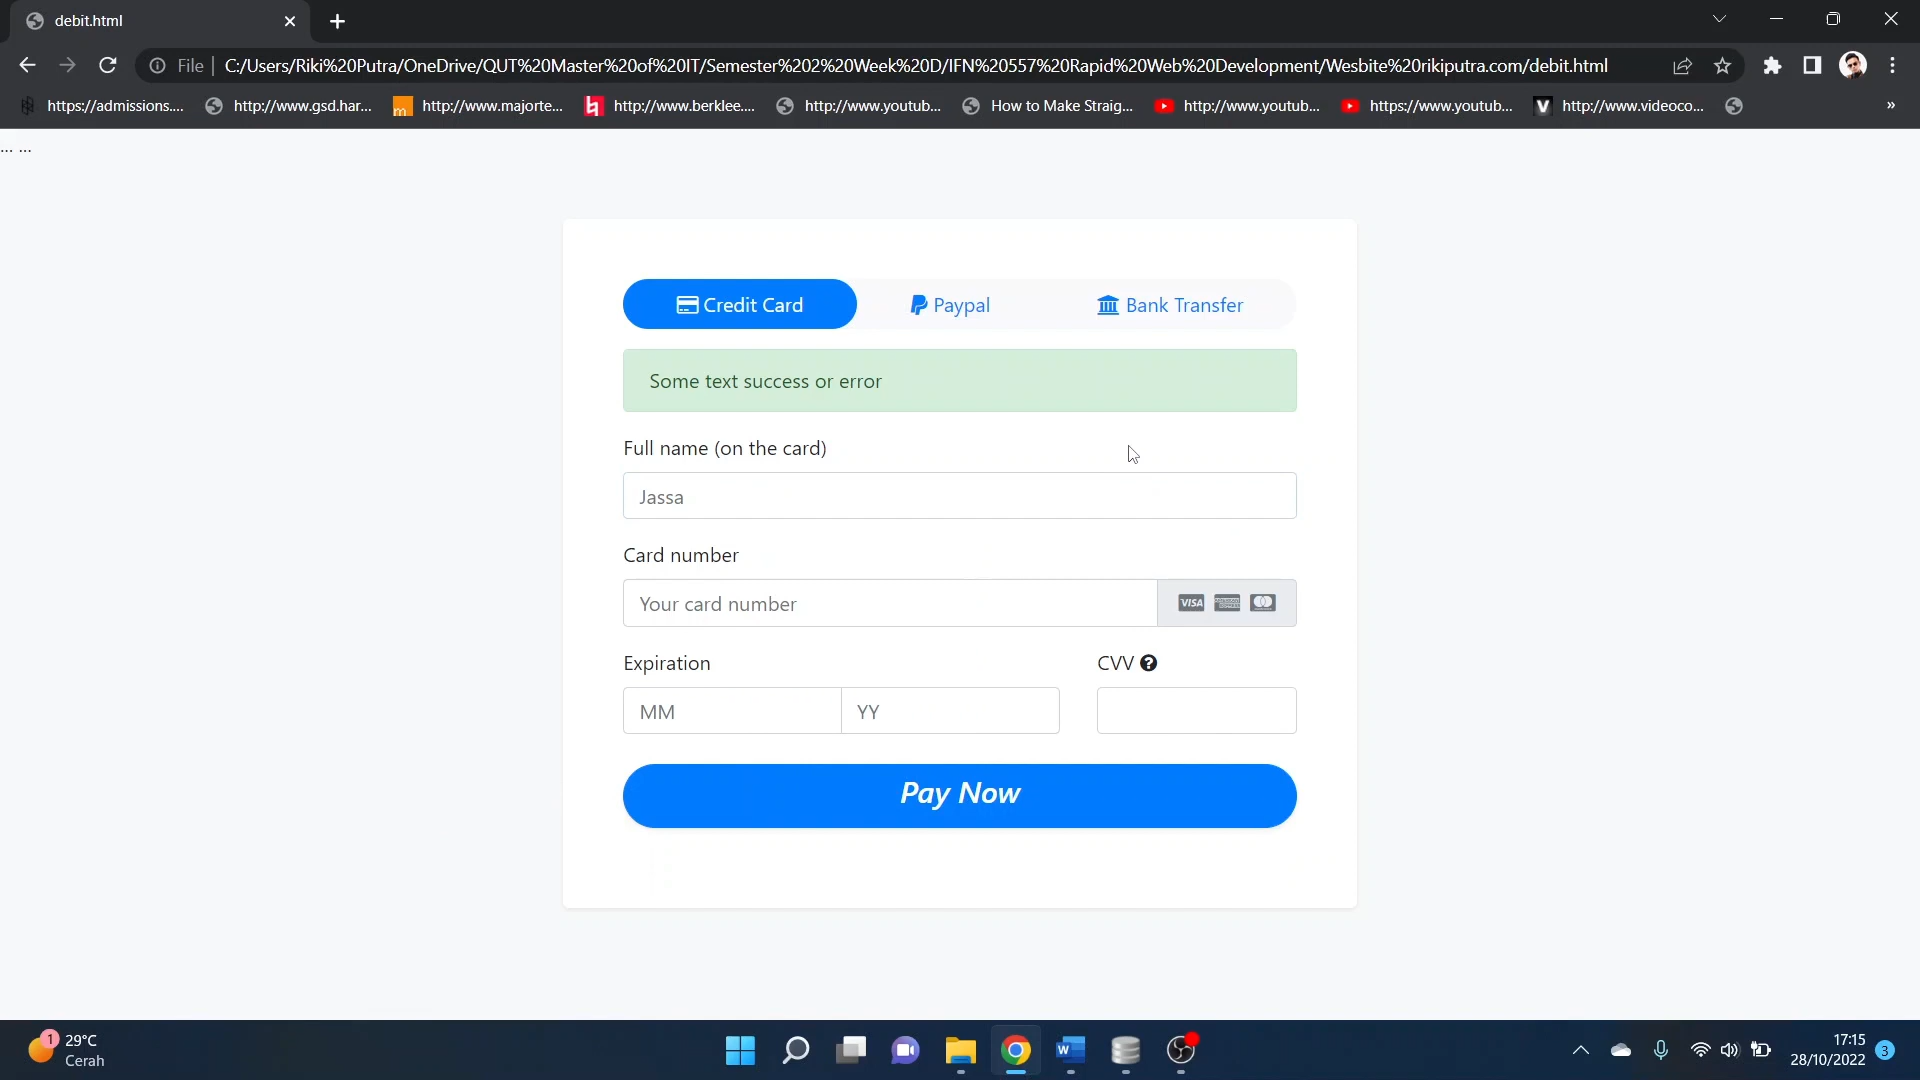 debit.html
File
C:/Users/Riki%20Putra/OneDrive/QUT%20Master%20of%20IT/Semester%202%20Week%20D/IFN%20557%20Rapid%20Web%20Development/Wesbite%20rikiputra.com/debit.html
https://admissions....
http://www.gsd.har...
http://www.majorte...
http://www.berklee....
http://www.youtub...
How to Make Straig...
http://www.youtub...
https://www.youtub...
http://www.videoco...
»
... ...
Credit Card
Paypal
Bank Transfer
Some text success or error
Full name (on the card)
Jassa
Card number
Your card number
VISA
Expiration
CVV
MM
YY
Pay Now
1
29°C
Cerah
17:15
28/10/2022
3